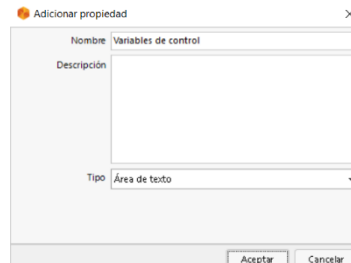 Adicionar propiedad
Nombre Variables de control
Descripción
Tipo Área de texto
Aceptar Cancelar